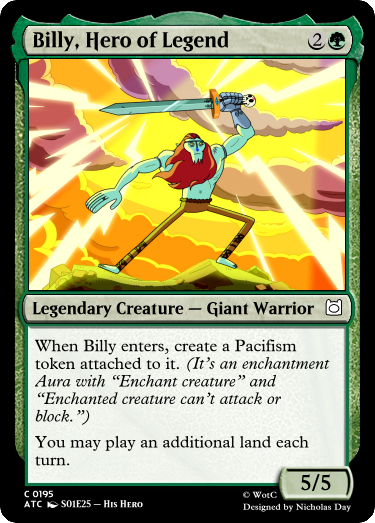 Billy, Hero of Legend 2
Legendary Creature — Giant Warrior
When Billy enters, create a Pacifism
token attached to it. (It's an enchantment
Aura with “Enchant creature” and
“Enchanted creature can't attack or
block.”)
You may play an additional land each
turn.
5/5
C 0195
ATC S01E25 — His Hero
© WotC
Designed by Nicholas Day